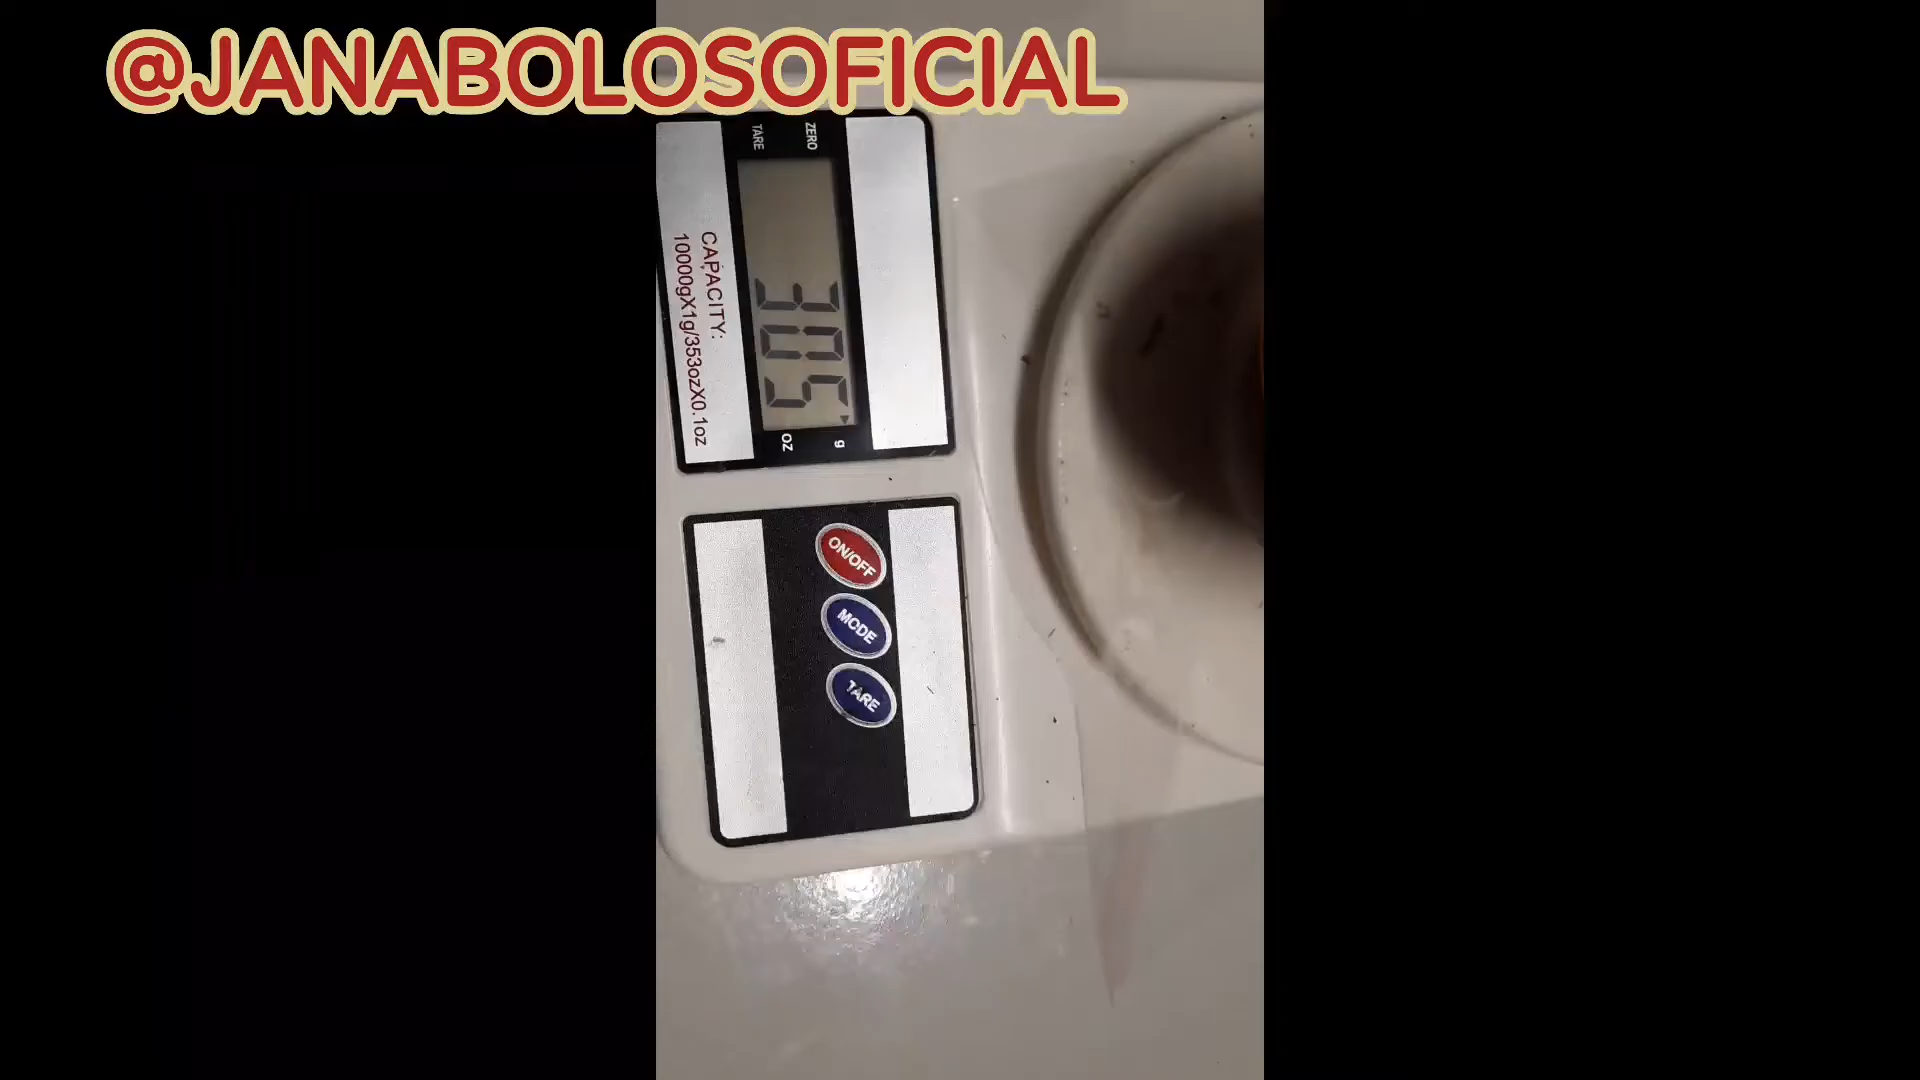 @JANABOLOSOFICIAL
ZERO
TARE
305
g
OZ
CAPACITY:
10000gX1g/353ozX0.1oz
ON/OFF
MODE
TARE